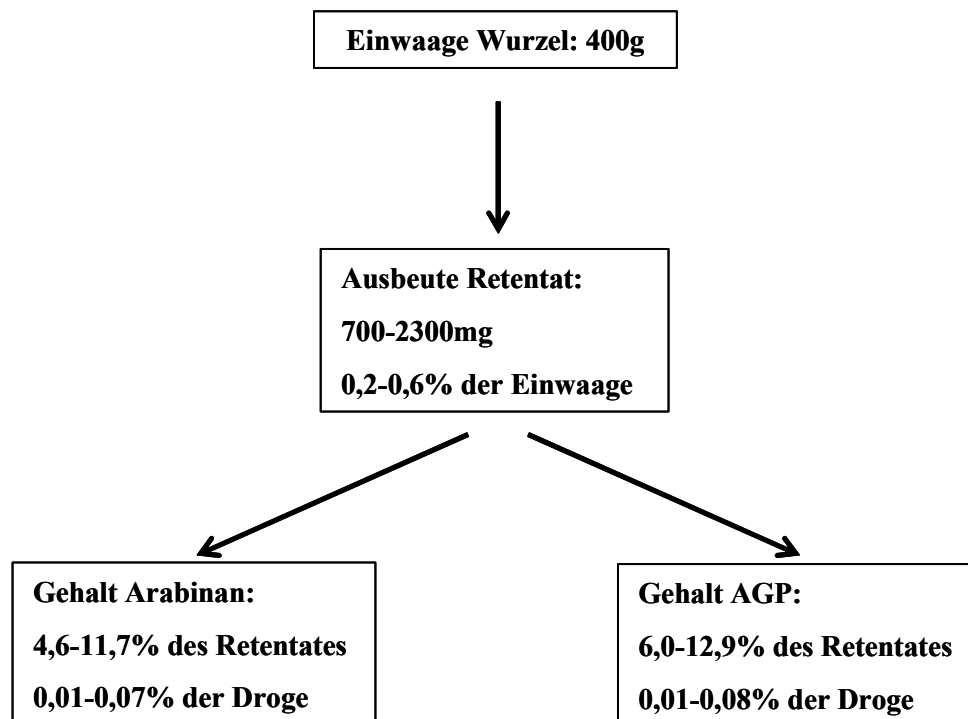 Einwaage Wurzel: 400g
Ausbeute Retentat:
700-2300mg
0,2-0,6% der Einwaage
Gehalt Arabinan:
4,6-11,7% des Retentates
0,01-0,07% der Droge
Gehalt AGP:
6,0-12,9% des Retentates
0,01-0,08% der Droge